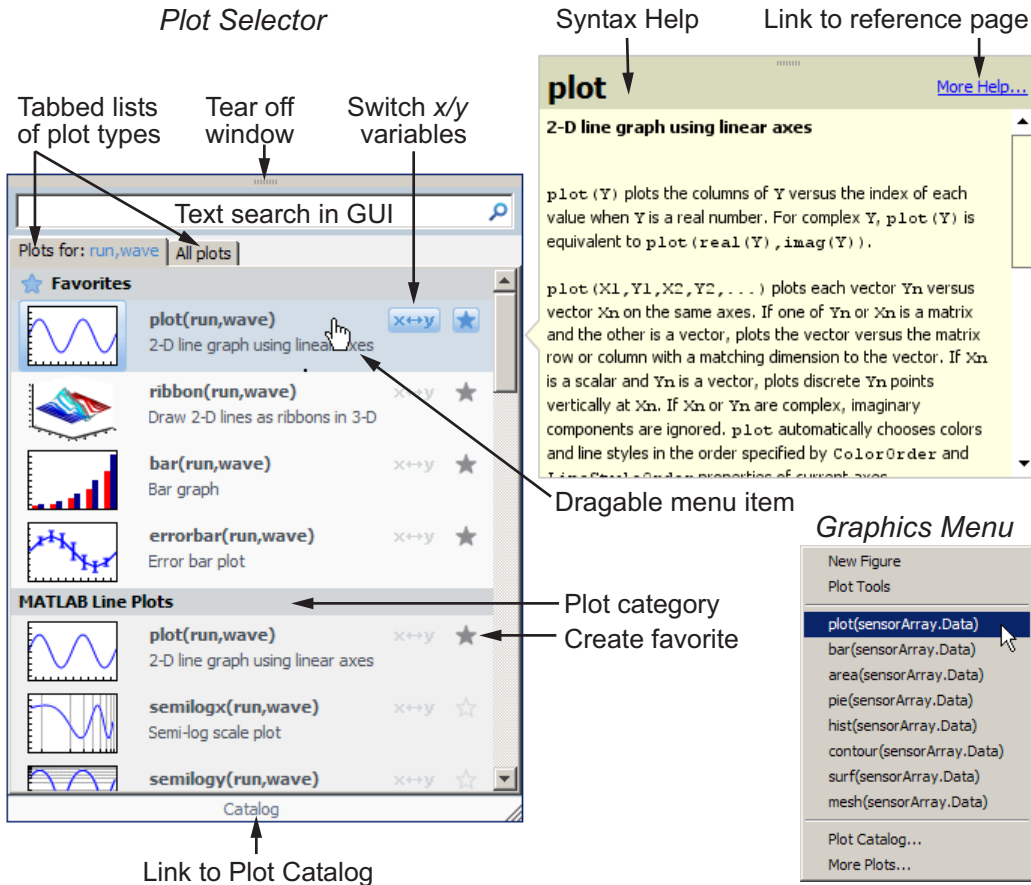 Plot Selector
Syntax Help
Link to reference page
Tabbed lists
of plot types
Tear off
window
Switch x/y
variables
plot
More Help...
2-D line graph using linear axes
plot(Y) plots the columns of Y versus the index of each
value when Y is a real number. For complex Y, plot(Y) is
equivalent to plot(real(Y),imag(Y)).
plot(X1,Y1,X2,Y2,...) plots each vector Yn versus
vector Xn on the same axes. If one of Yn or Xn is a matrix
and the other is a vector, plots the vector versus the matrix
row or column with a matching dimension to the vector. If Xn
is a scalar and Yn is a vector, plots discrete Yn points
vertically at Xn. If Xn or Yn are complex, imaginary
components are ignored. plot automatically chooses colors
and line styles in the order specified by ColorOrder and
LineStyleOrder properties of current axes
Text search in GUI
Plots for: run,wave
All plots
Favorites
plot(run,wave)
x↔y
2-D line graph using linear axes
ribbon(run,wave)
x↔y
Draw 2-D lines as ribbons in 3-D
bar(run,wave)
x↔y
Bar graph
errorbar(run,wave)
x↔y
Error bar plot
MATLAB Line Plots
plot(run,wave)
x↔y
2-D line graph using linear axes
semilogx(run,wave)
x↔y
Semi-log scale plot
semilogy(run,wave)
x↔y
Catalog
Link to Plot Catalog
Dragable menu item
Plot category
Create favorite
Graphics Menu
New Figure
Plot Tools
plot(sensorArray.Data)
bar(sensorArray.Data)
area(sensorArray.Data)
pie(sensorArray.Data)
hist(sensorArray.Data)
contour(sensorArray.Data)
surf(sensorArray.Data)
mesh(sensorArray.Data)
Plot Catalog...
More Plots...